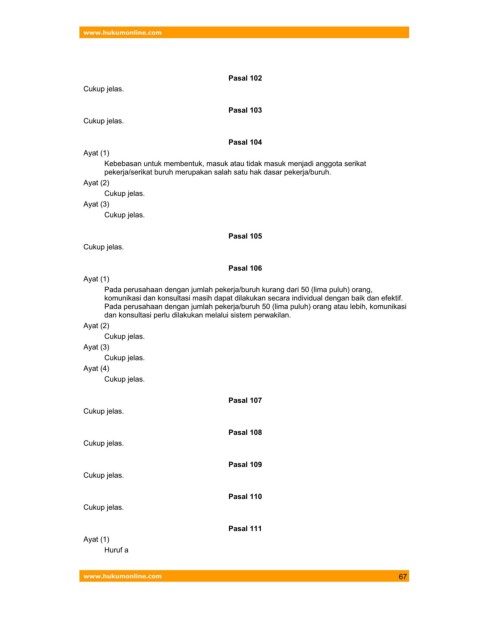 www.hukumonline.com
Pasal 102
Cukup jelas.
Pasal 103
Cukup jelas.
Pasal 104
Ayat (1)
Kebebasan untuk membentuk, masuk atau tidak masuk menjadi anggota serikat
pekerja/serikat buruh merupakan salah satu hak dasar pekerja/buruh.
Ayat (2)
Cukup jelas.
Ayat (3)
Cukup jelas.
Pasal 105
Cukup jelas.
Pasal 106
Ayat (1)
Pada perusahaan dengan jumlah pekerja/buruh kurang dari 50 (lima puluh) orang,
komunikasi dan konsultasi masih dapat dilakukan secara individual dengan baik dan efektif.
Pada perusahaan dengan jumlah pekerja/buruh 50 (lima puluh) orang atau lebih, komunikasi
dan konsultasi perlu dilakukan melalui sistem perwakilan.
Ayat (2)
Cukup jelas.
Ayat (3)
Cukup jelas.
Ayat (4)
Cukup jelas.
Pasal 107
Cukup jelas.
Pasal 108
Cukup jelas.
Pasal 109
Cukup jelas.
Pasal 110
Cukup jelas.
Pasal 111
Ayat (1)
Huruf a
www.hukumonline.com 67